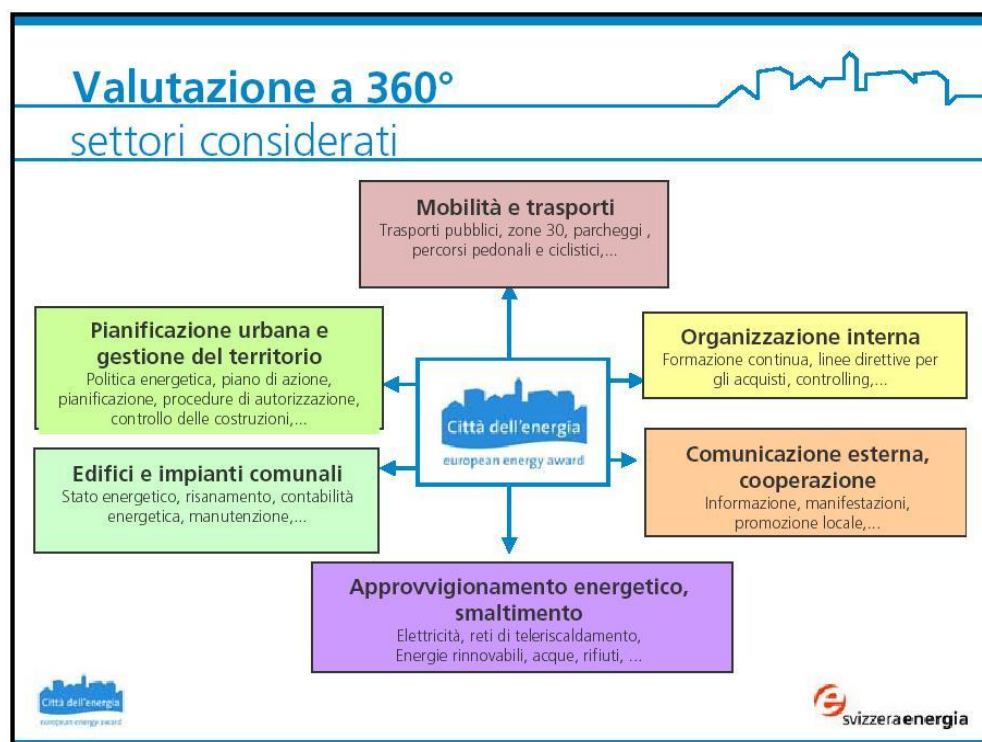 Valutazione a 360°
settori considerati
Mobilità e trasporti
Trasporti pubblici, zone 30, parcheggi ,
percorsi pedonali e ciclistici,...
Pianificazione urbana e
gestione del territorio
Politica energetica, piano di azione,
pianificazione, procedure di autorizzazione,
controllo delle costruzioni,...
Organizzazione interna
Formazione continua, linee direttive per
gli acquisti, controlling,...
Città dell'energia
european energy award
Edifici e impianti comunali
Stato energetico, risanamento, contabilità
energetica, manutenzione,...
Comunicazione esterna,
cooperazione
Informazione, manifestazioni,
promozione locale,...
Approvvigionamento energetico,
smaltimento
Elettricità, reti di teleriscaldamento,
Energie rinnovabili, acque, rifiuti, ...
Città dell'energia
european energy award
svizzeraenergia